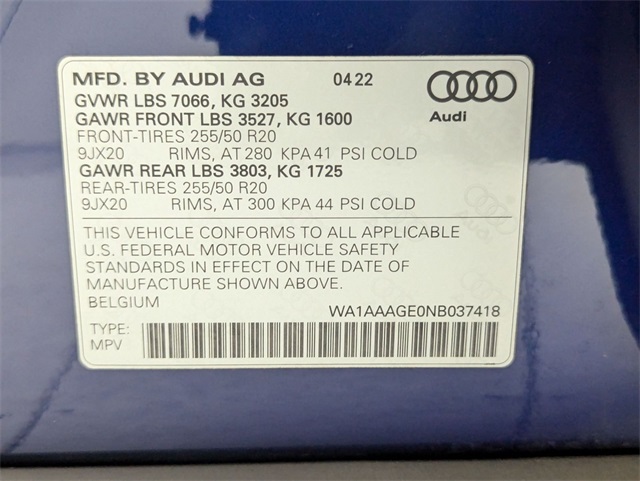 MFD. BY AUDI AG 04 22
GVWR LBS 7066, KG 3205
GAWR FRONT LBS 3527, KG 1600
Audi
FRONT-TIRES 255/50 R20
9JX20 RIMS, AT 280 KPA 41 PSI COLD
GAWR REAR LBS 3803, KG 1725
REAR-TIRES 255/50 R20
9JX20 RIMS, AT 300 KPA 44 PSI COLD
THIS VEHICLE CONFORMS TO ALL APPLICABLE
U.S. FEDERAL MOTOR VEHICLE SAFETY
STANDARDS IN EFFECT ON THE DATE OF
MANUFACTURE SHOWN ABOVE.
BELGIUM
WA1AAAGE0NB037418
TYPE:
MPV